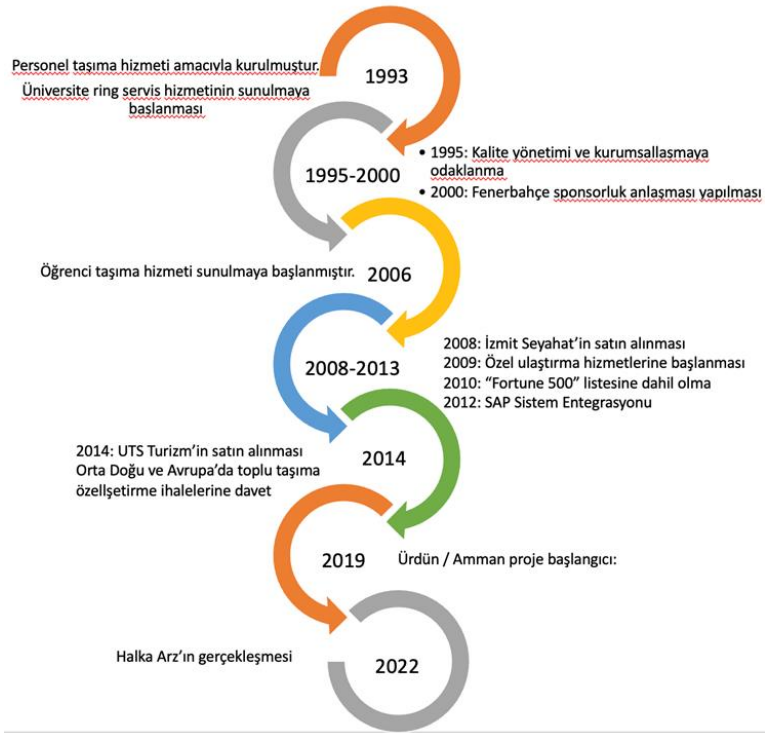 Personel taşıma hizmeti amacıyla kurulmuştur.
Üniversite ring servis hizmetinin sunulmaya
başlanması
1993
1995-2000
• 1995: Kalite yönetimi ve kurumsallaşmaya
odaklanma
• 2000: Fenerbahçe sponsorluk anlaşması yapılması
Öğrenci taşıma hizmeti sunulmaya başlanmıştır.
2006
2008-2013
2008: İzmit Seyahat’in satın alınması
2009: Özel ulaştırma hizmetlerine başlanması
2010: “Fortune 500” listesine dahil olma
2012: SAP Sistem Entegrasyonu
2014: UTS Turizm’in satın alınması
Orta Doğu ve Avrupa’da toplu taşıma
özellşetirme ihalelerine davet
2014
2019
Ürdün / Amman proje başlangıcı:
Halka Arz’ın gerçekleşmesi
2022